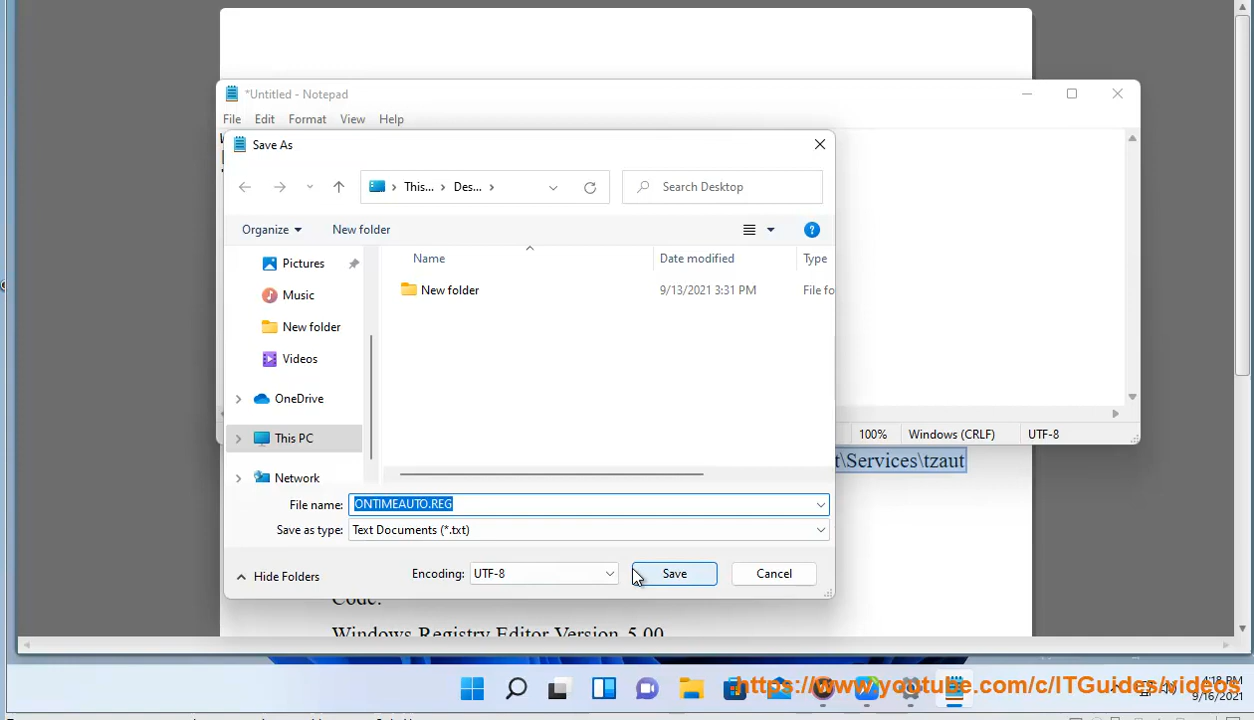 *Untitled - Notepad
File Edit Format View Help
Save As
This... Des...
Search Desktop
Organize New folder
Name Date modified Type
Pictures
New folder 9/13/2021 3:31 PM File fo
Music
New folder
Videos
OneDrive
This PC
Network
100% Windows (CRLF) UTF-8
t\Services\tzaut
File name: ONTIMEAUTO.REG
Save as type: Text Documents (*.txt)
Hide Folders Encoding: UTF-8 Save Cancel
Code:
Windows Registry Editor Version 5.00
https://www.youtube.com/c/ITGuides/videos
4:18 PM
9/16/2021